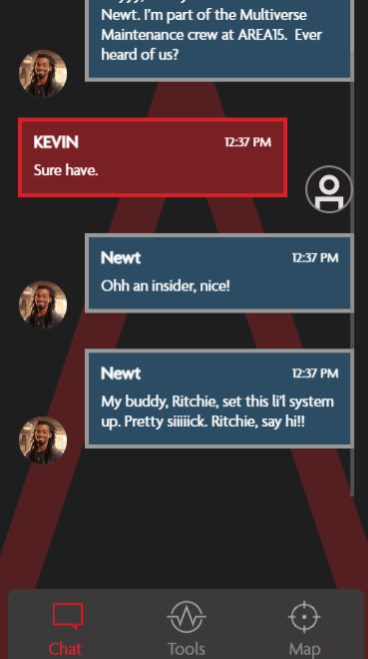 Newt. I'm part of the Multiverse
Maintenance crew at AREA15. Ever
heard of us?
KEVIN 12:37 PM
Sure have.
Newt 12:37 PM
Ohh an insider, nice!
Newt 12:37 PM
My buddy, Ritchie, set this li'l system
up. Pretty siiiiick. Ritchie, say hi!!
Chat Tools Map